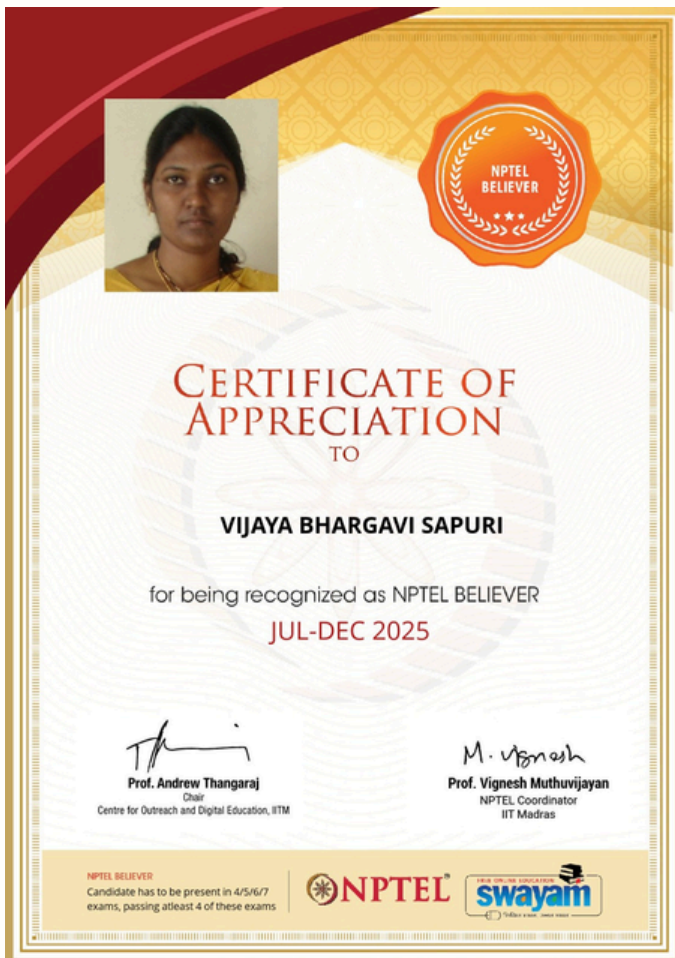 NPTEL
BELIEVER
CERTIFICATE OF
APPRECIATION
TO
VIJAYA BHARGAVI SAPURI
for being recognized as NPTEL BELIEVER
JUL-DEC 2025
M. Vignesh
Prof. Andrew Thangaraj
Chair
Centre for Outreach and Digital Education, IITM
Prof. Vignesh Muthuvijayan
NPTEL Coordinator
IIT Madras
NPTEL BELIEVER
Candidate has to be present in 4/5/6/7
exams, passing atleast 4 of these exams
NPTEL®
FREE ONLINE EDUCATION
swayam